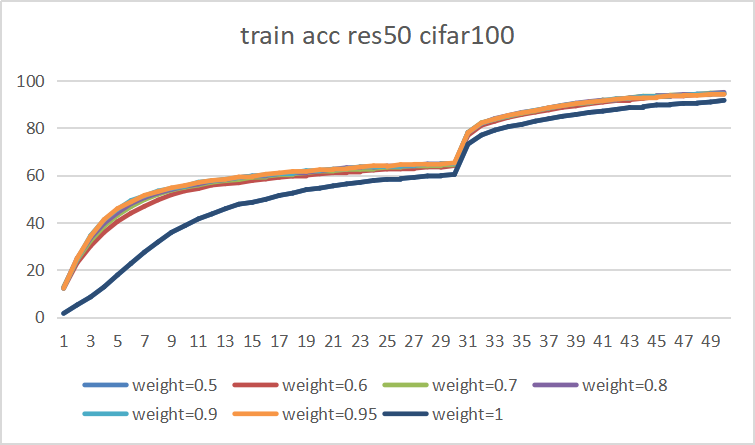 train acc res50 cifar100
100
80
60
40
20
0
1 3 5 7 9 11 13 15 17 19 21 23 25 27 29 31 33 35 37 39 41 43 45 47 49
weight=0.5 weight=0.6 weight=0.7 weight=0.8
weight=0.9 weight=0.95 weight=1